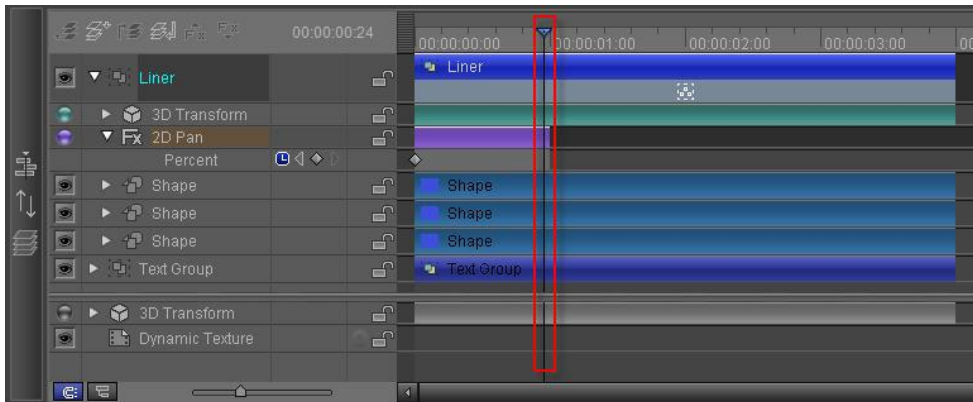 00:00:00:24
00:00:00:00 00:00:01:00 00:00:02:00 00:00:03:00 00
Liner Liner
3D Transform
Fx 2D Pan
Percent
Shape Shape
Shape Shape
Shape Shape
Text Group Text Group
3D Transform
Dynamic Texture